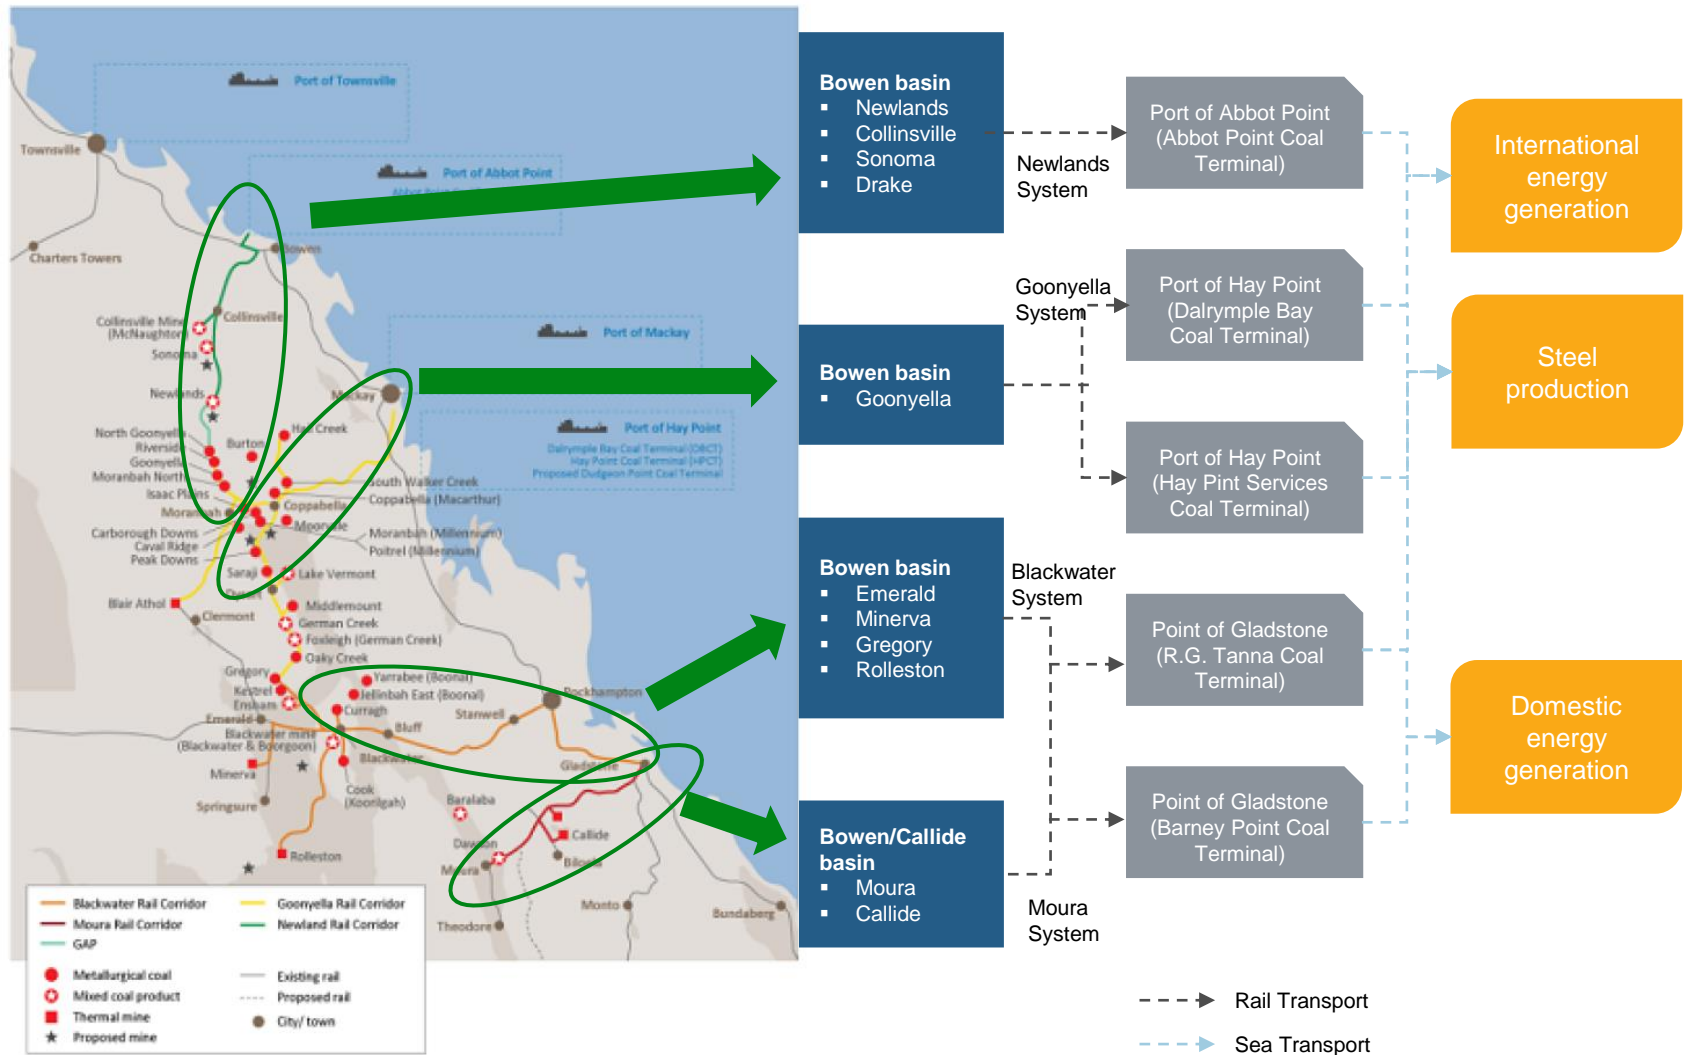 Port of Townsville
Townsville
Port of Abbot Point
Bowen
Charters Towers
Collinsville
Collinsville Mine
(McNaughton)
Sonoma
Port of Mackay
Newlands
Mackay
Port of Hay Point
Dalrymple Bay Coal Terminal (DBCT)
Hay Point Coal Terminal (HPCT)
Proposed Dudgeon Point Coal Terminal
North Goonyella
Riverside
Burton
Hail Creek
Goonyella
Moranbah North
South Walker Creek
Isaac Plains
Coppabella (Macarthur)
Moranbah
Coppabella
Moorvale
Carborough Downs
Moranbah (Millennium)
Caval Ridge
Poitrel (Millennium)
Peak Downs
Saraji
Lake Vermont
Dysart
Blair Athol
Middlemount
Clermont
German Creek
Foxleigh (German Creek)
Oaky Creek
Gregory
Yarrabee (Boonal)
Kestrel
Jellinbah East (Boonal)
Rockhampton
Ensham
Curragh
Stanwell
Emerald
Bluff
Blackwater mine
(Blackwater & Boorgoon)
Blackwater
Gladstone
Minerva
Cook
(Koorilgah)
Springsure
Baralaba
Callide
Dawson
Biloela
Rolleston
Moura
Monto
Bundaberg
Theodore
Blackwater Rail Corridor
Goonyella Rail Corridor
Moura Rail Corridor
Newland Rail Corridor
GAP
Metallurgical coal
Existing rail
Mixed coal product
Proposed rail
Thermal mine
City/ town
Proposed mine
Bowen basin
▪ Newlands
▪ Collinsville
▪ Sonoma
▪ Drake
Newlands
System
Port of Abbot Point
(Abbot Point Coal
Terminal)
International
energy
generation
Bowen basin
▪ Goonyella
Goonyella
System
Port of Hay Point
(Dalrymple Bay
Coal Terminal)
Port of Hay Point
(Hay Pint Services
Coal Terminal)
Steel
production
Bowen basin
▪ Emerald
▪ Minerva
▪ Gregory
▪ Rolleston
Blackwater
System
Point of Gladstone
(R.G. Tanna Coal
Terminal)
Domestic
energy
generation
Bowen/Callide
basin
▪ Moura
▪ Callide
Moura
System
Point of Gladstone
(Barney Point Coal
Terminal)
Rail Transport
Sea Transport